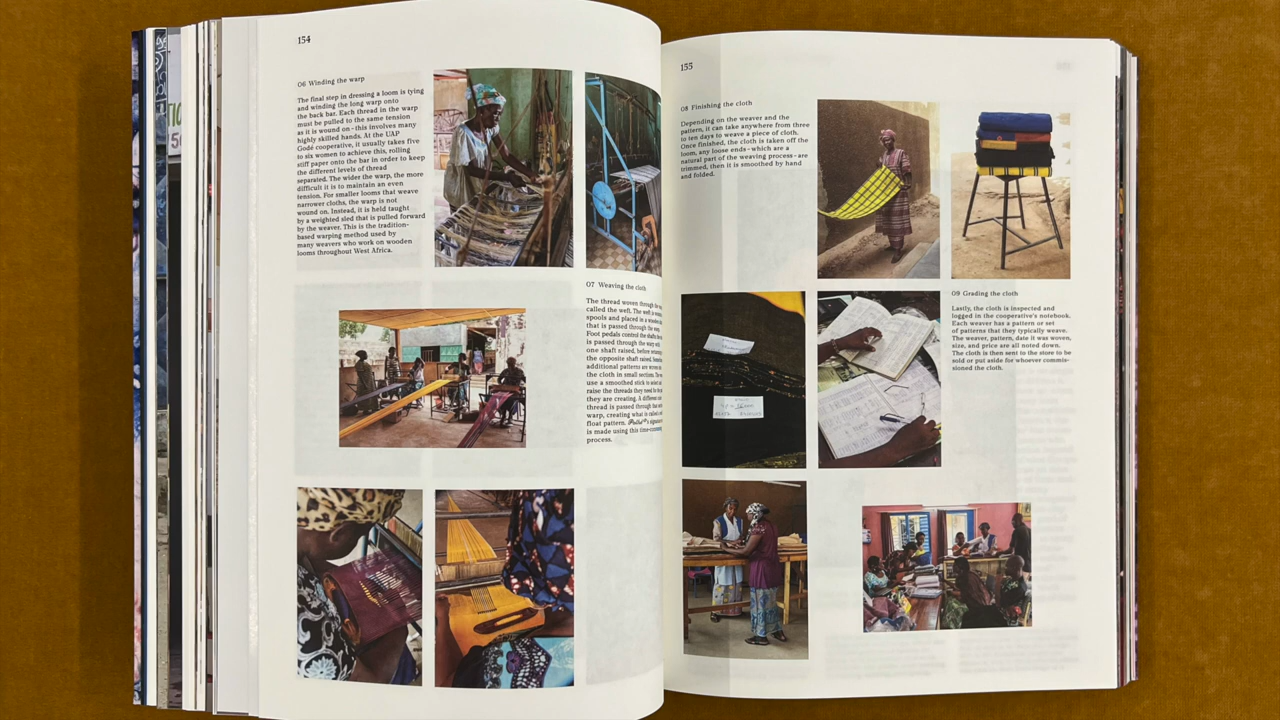 154
06 Winding the warp
The final step in dressing a loom is tying
and winding the long warp onto
the back bar. Each thread in the warp
must be pulled to the same tension
as it is wound on – this involves many
highly skilled hands. At the UAP
Godé cooperative, it usually takes five
to six women to achieve this, rolling
stiff paper onto the bar in order to keep
the different levels of thread
separated. The wider the warp, the more
difficult it is to maintain an even
tension. For smaller looms that weave
narrower cloths, the warp is not
wound on. Instead, it is held taught
by a weighted sled that is pulled forward
by the weaver. This is the tradition-
based warping method used by
many weavers who work on wooden
looms throughout West Africa.
07 Weaving the cloth
The thread woven through the
called the weft. The weft is
spools and placed in a wooden
that is passed through the
Foot pedals control the
is passed through the warp
one shaft raised, before
the opposite shaft raised,
additional patterns are
the cloth in small sections.
use a smoothed stick to
raise the threads they need to
they are creating. A different
thread is passed through
warp, creating what is called
float pattern.
is made using this
process.
155
08 Finishing the cloth
Depending on the weaver and the
pattern, it can take anywhere from three
to ten days to weave a piece of cloth.
Once finished, the cloth is taken off the
loom, any loose ends – which are a
natural part of the weaving process – are
trimmed, then it is smoothed by hand
and folded.
09 Grading the cloth
Lastly, the cloth is inspected and
logged in the cooperative's notebook.
Each weaver has a pattern or set
of patterns that they typically weave.
The weaver, pattern, date it was woven,
size, and price are all noted down.
The cloth is then sent to the store to be
sold or put aside for whoever commis-
sioned the cloth.